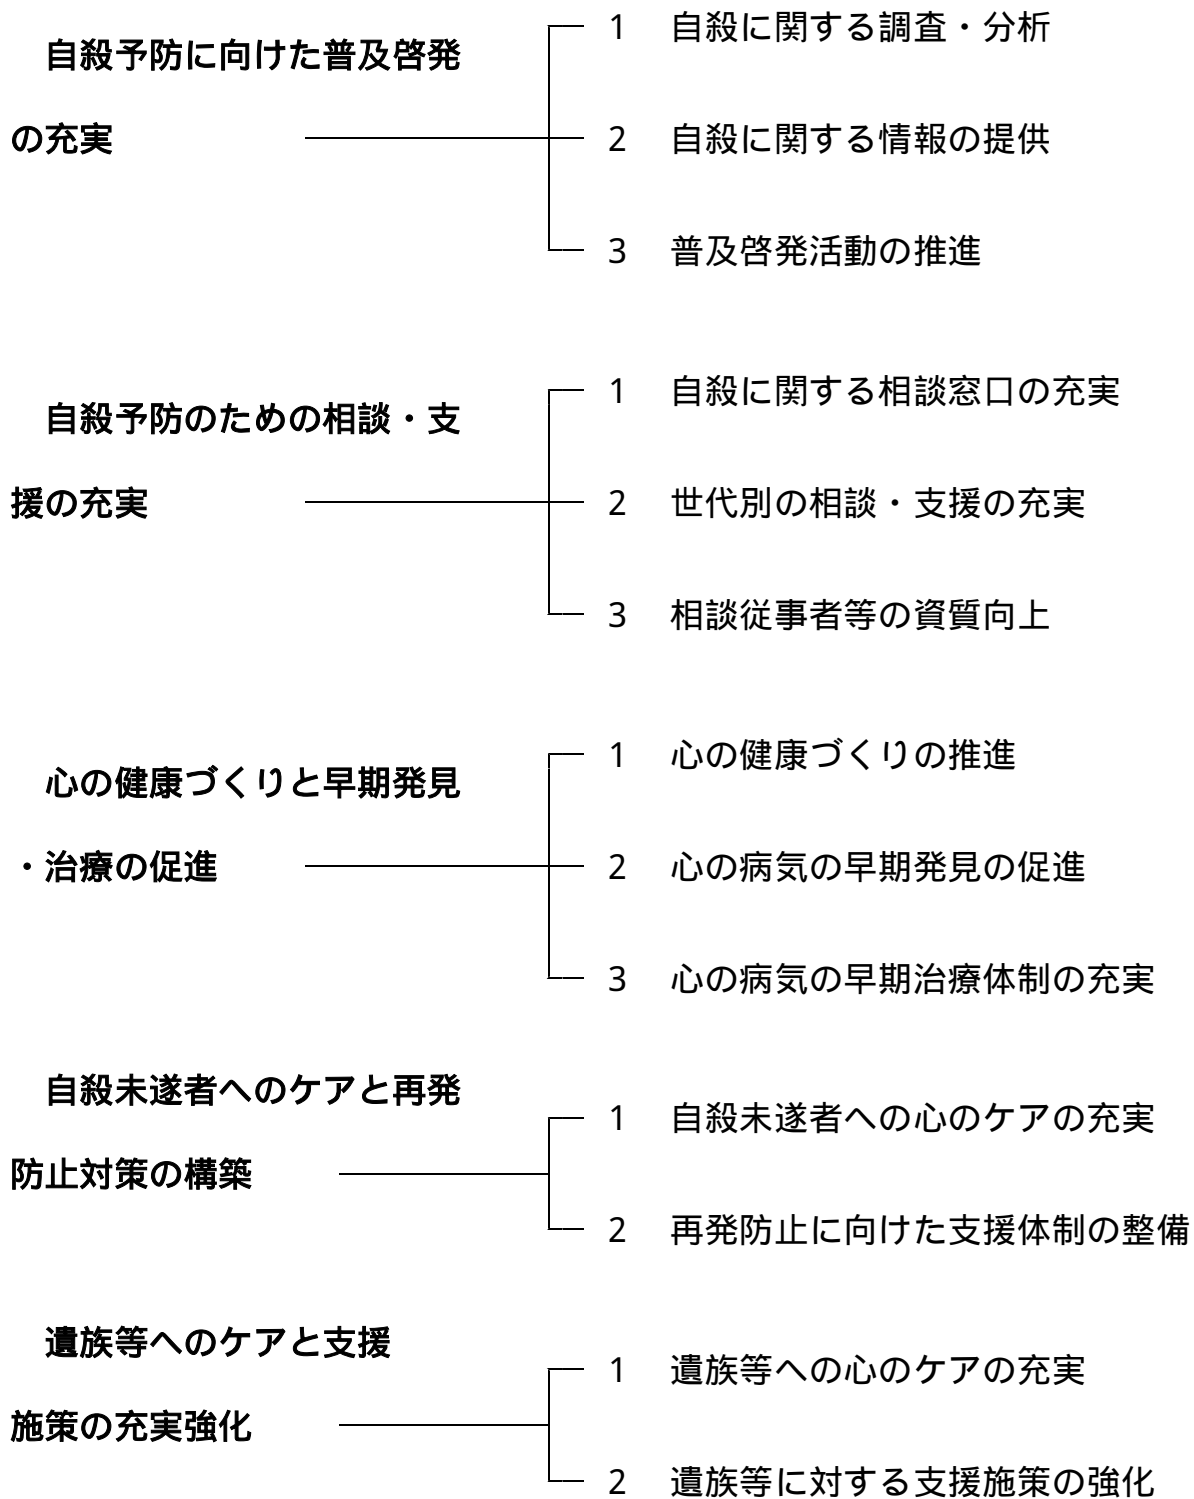 自殺予防に向けた普及啓発
の充実
1 自殺に関する調査・分析
2 自殺に関する情報の提供
3 普及啓発活動の推進
自殺予防のための相談・支
援の充実
1 自殺に関する相談窓口の充実
2 世代別の相談・支援の充実
3 相談従事者等の資質向上
心の健康づくりと早期発見
・治療の促進
1 心の健康づくりの推進
2 心の病気の早期発見の促進
3 心の病気の早期治療体制の充実
自殺未遂者へのケアと再発
防止対策の構築
1 自殺未遂者への心のケアの充実
2 再発防止に向けた支援体制の整備
遺族等へのケアと支援
施策の充実強化
1 遺族等への心のケアの充実
2 遺族等に対する支援施策の強化